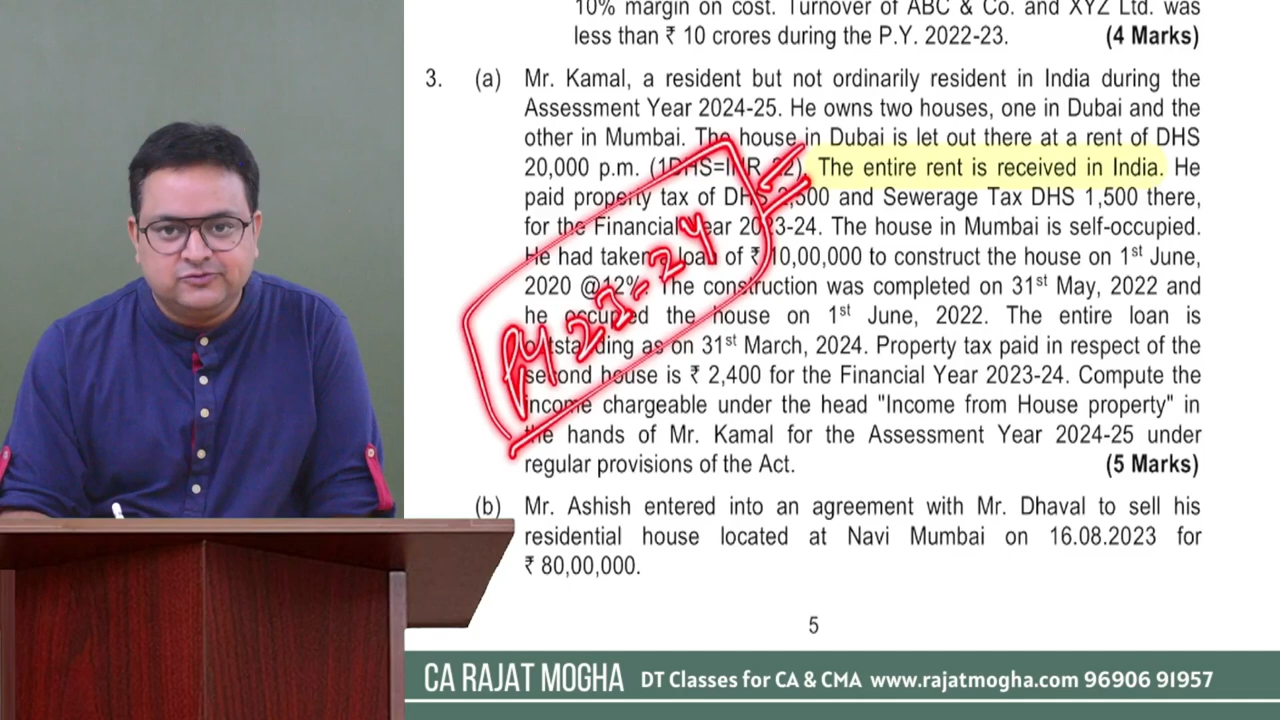 10% margin on cost. Turnover of ABC & Co. and XYZ Ltd. was
less than ₹ 10 crores during the P.Y. 2022-23. (4 Marks)
3. (a) Mr. Kamal, a resident but not ordinarily resident in India during the
Assessment Year 2024-25. He owns two houses, one in Dubai and the
other in Mumbai. The house in Dubai is let out there at a rent of DHS
20,000 p.m. (1DHS=INR 22). The entire rent is received in India. He
paid property tax of DHS ,500 and Sewerage Tax DHS 1,500 there,
for the Financial Year 2023-24. The house in Mumbai is self-occupied.
He had taken a loan of ₹ 10,00,000 to construct the house on 1st June,
2020 @12%. The construction was completed on 31st May, 2022 and
he occupied the house on 1st June, 2022. The entire loan is
outstanding as on 31st March, 2024. Property tax paid in respect of the
second house is ₹ 2,400 for the Financial Year 2023-24. Compute the
income chargeable under the head "Income from House property" in
the hands of Mr. Kamal for the Assessment Year 2024-25 under
regular provisions of the Act. (5 Marks)
PY 23-24
(b) Mr. Ashish entered into an agreement with Mr. Dhaval to sell his
residential house located at Navi Mumbai on 16.08.2023 for
₹ 80,00,000.
5
CA RAJAT MOGHA DT Classes for CA & CMA www.rajatmogha.com 96906 91957